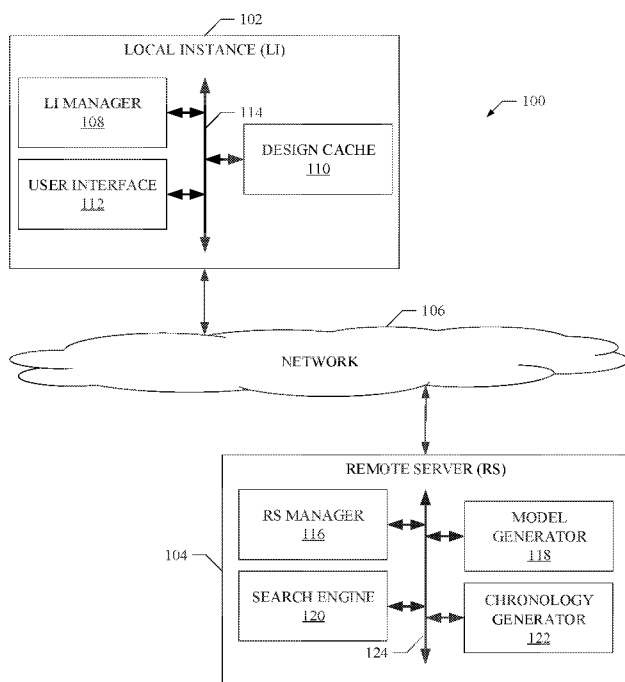 102
LOCAL INSTANCE (LI)
LI MANAGER
108
114
DESIGN CACHE
110
USER INTERFACE
112
100
106
NETWORK
REMOTE SERVER (RS)
RS MANAGER
116
MODEL
GENERATOR
118
104
SEARCH ENGINE
120
CHRONOLOGY
GENERATOR
122
124